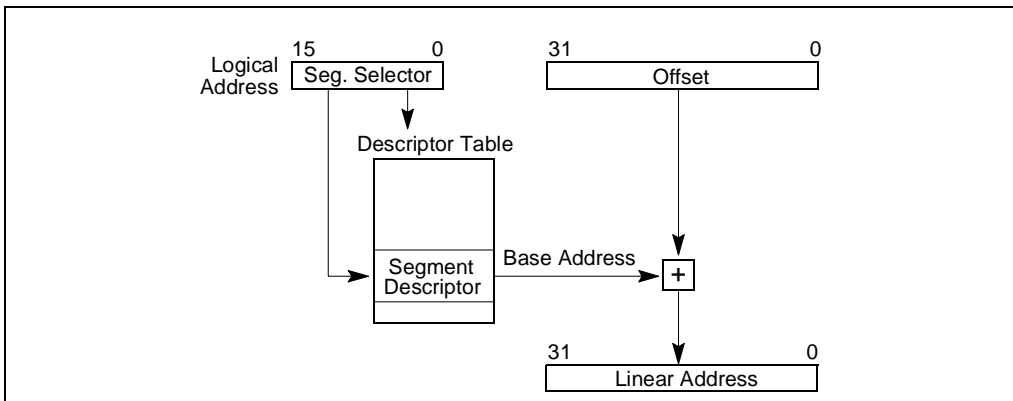 15 0
31 0
Logical
Address
Seg. Selector
Offset
Descriptor Table
Base Address
Segment
Descriptor
+
31 0
Linear Address